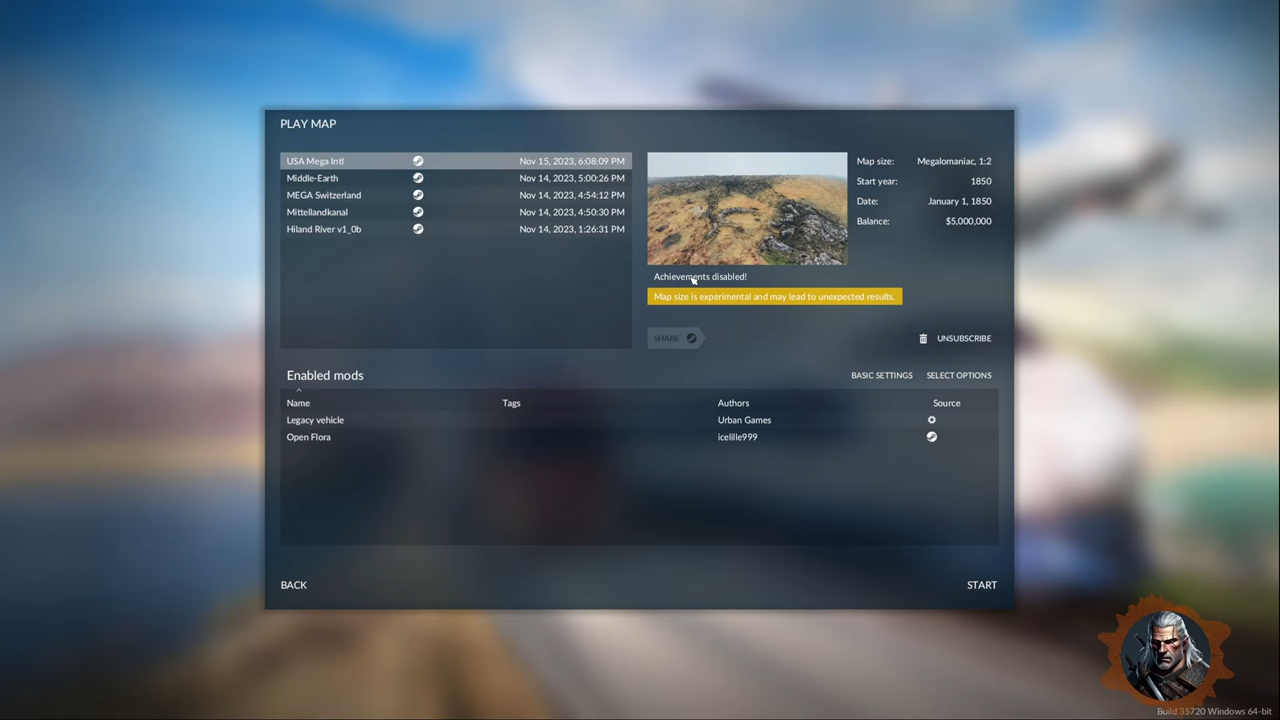 PLAY MAP
USA Mega Intl Nov 15, 2023, 6:08:09 PM
Middle-Earth Nov 14, 2023, 5:00:26 PM
MEGA Switzerland Nov 14, 2023, 4:54:12 PM
Mittellandkanal Nov 14, 2023, 4:50:30 PM
Hiland River v1_0b Nov 14, 2023, 1:26:31 PM
Map size: Megalomaniac, 1:2
Start year: 1850
Date: January 1, 1850
Balance: $5,000,000
Achievements disabled!
Map size is experimental and may lead to unexpected results.
SHARE UNSUBSCRIBE
Enabled mods BASIC SETTINGS SELECT OPTIONS
Name Tags Authors Source
Legacy vehicle Urban Games
Open Flora icelille999
BACK START
Build 35720 Windows 64-bit